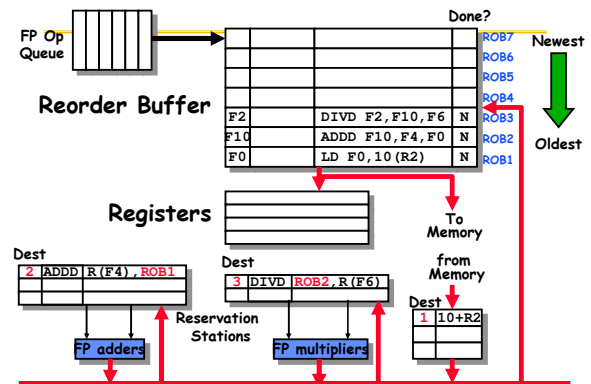 Done?
FP Op
Queue
ROB7
Newest
ROB6
ROB5
ROB4
Reorder Buffer
F2 DIVD F2,F10,F6 N ROB3
F10 ADDD F10,F4,F0 N ROB2
Oldest
F0 LD F0,10(R2) N ROB1
Registers
To
Memory
from
Memory
Dest
2 ADDD R(F4),ROB1
Dest
3 DIVD ROB2,R(F6)
Dest
1 10+R2
Reservation
Stations
FP adders
FP multipliers